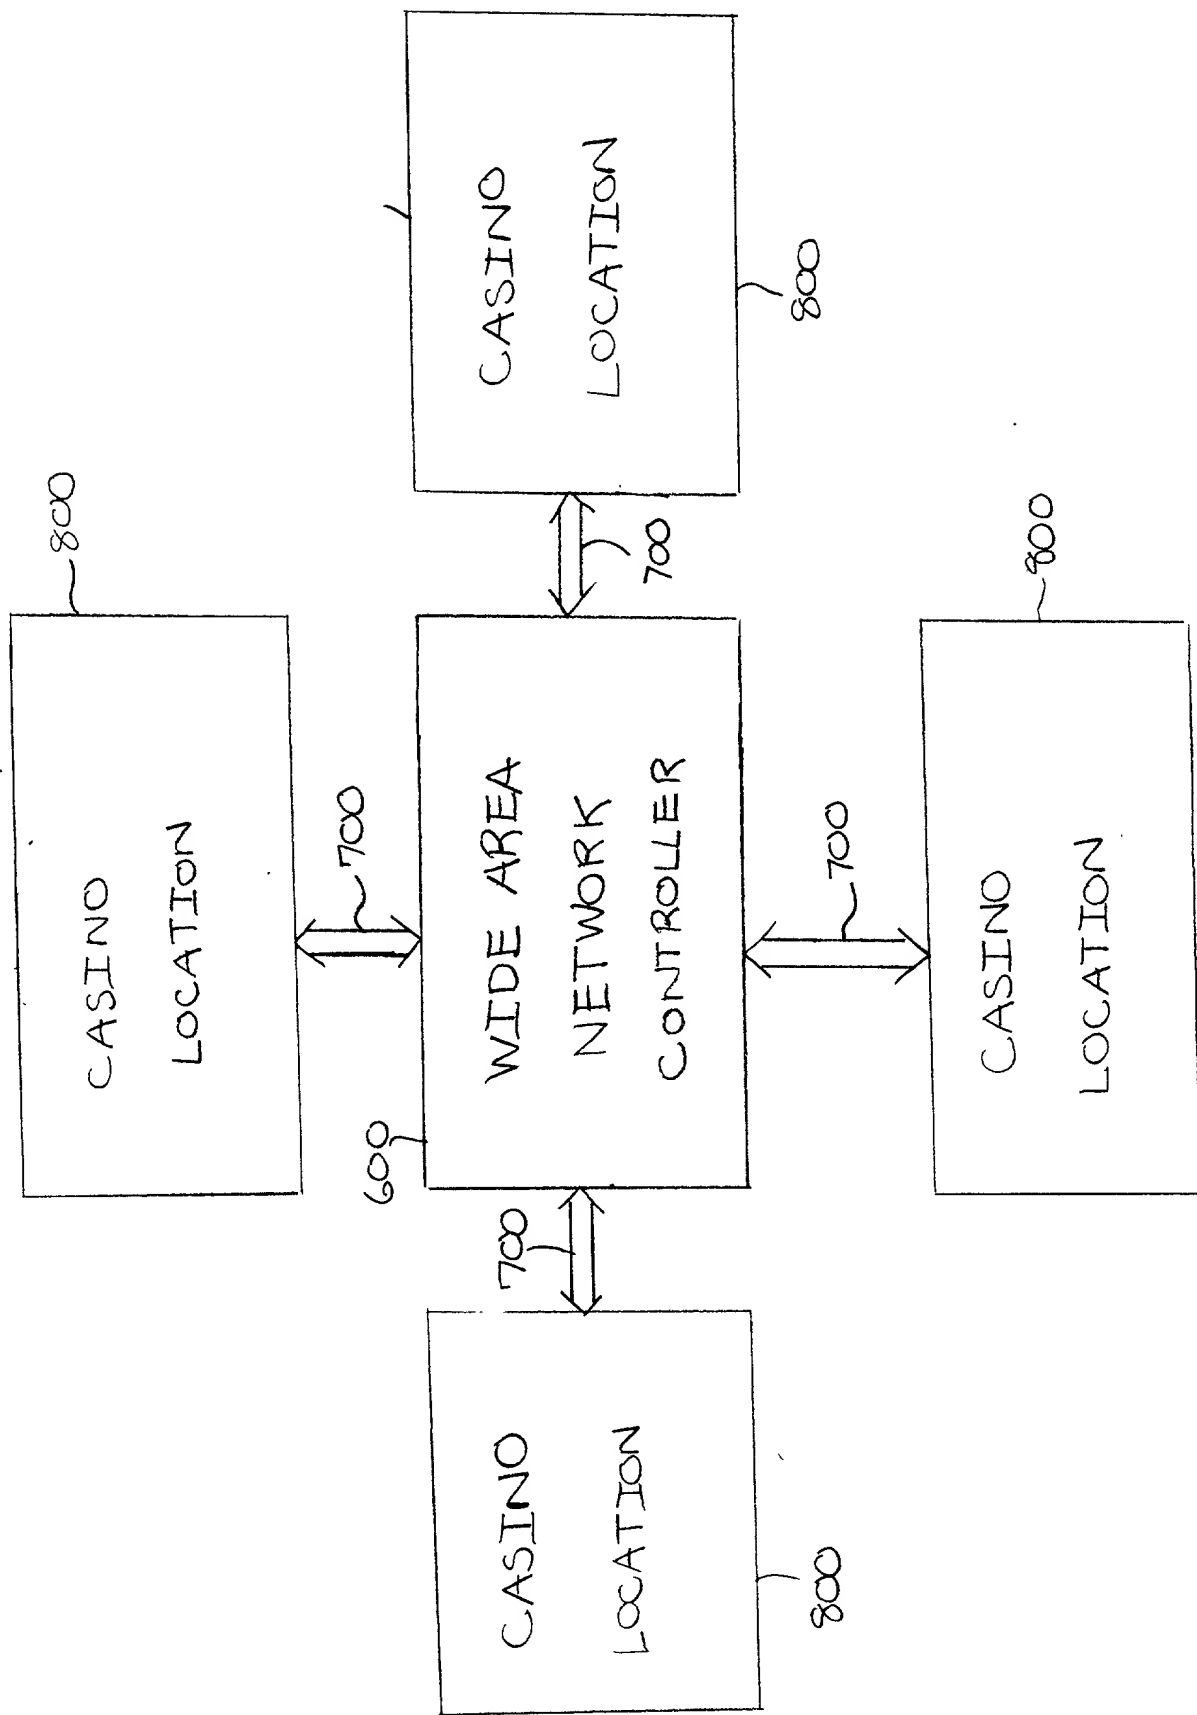 800
CASINO
LOCATION
700
600
WIDE AREA
NETWORK
CONTROLLER
700
CASINO
LOCATION
800
700
CASINO
LOCATION
800
700
CASINO
LOCATION
800